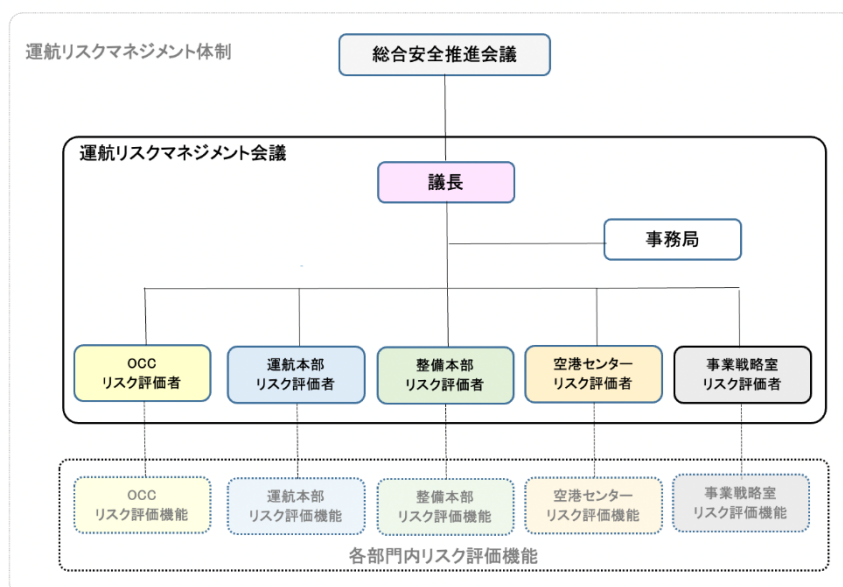 運航リスクマネジメント体制
総合安全推進会議
運航リスクマネジメント会議
議長
事務局
OCC
リスク評価者
運航本部
リスク評価者
整備本部
リスク評価者
空港センター
リスク評価者
事業戦略室
リスク評価者
OCC
リスク評価機能
運航本部
リスク評価機能
整備本部
リスク評価機能
空港センター
リスク評価機能
事業戦略室
リスク評価機能
各部門内リスク評価機能